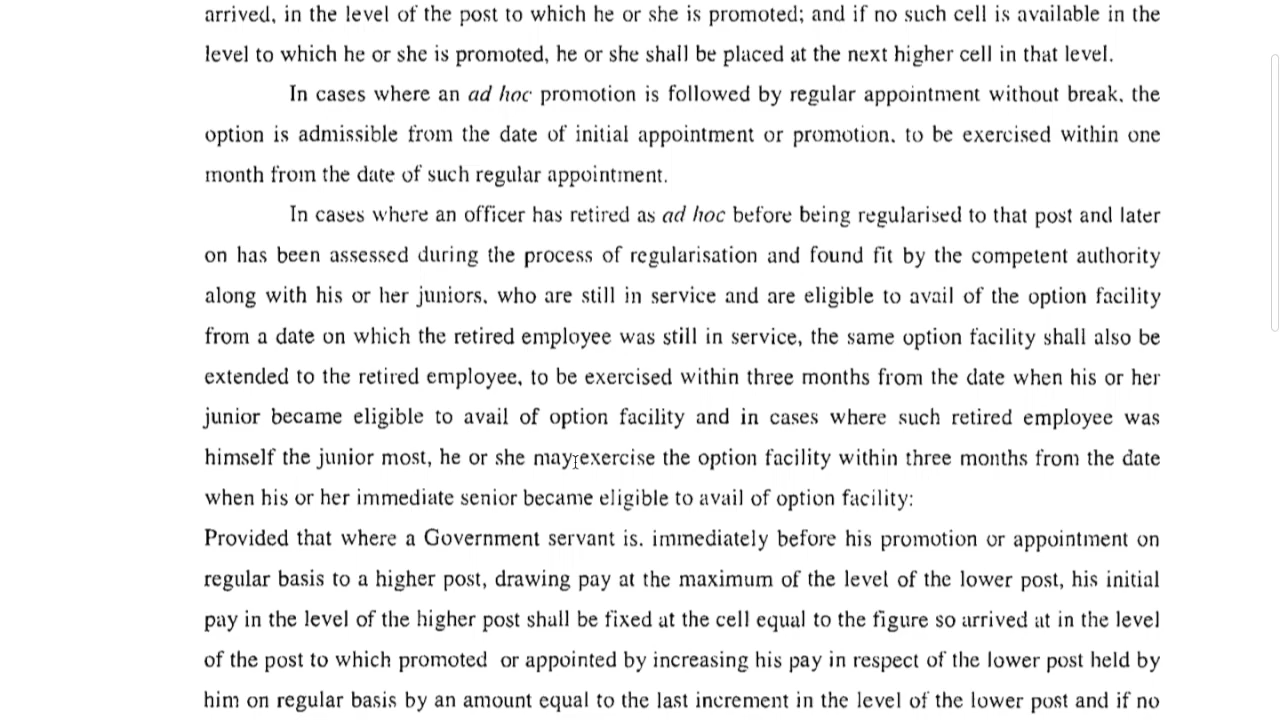 arrived, in the level of the post to which he or she is promoted; and if no such cell is available in the
level to which he or she is promoted, he or she shall be placed at the next higher cell in that level.
In cases where an ad hoc promotion is followed by regular appointment without break, the
option is admissible from the date of initial appointment or promotion, to be exercised within one
month from the date of such regular appointment.
In cases where an officer has retired as ad hoc before being regularised to that post and later
on has been assessed during the process of regularisation and found fit by the competent authority
along with his or her juniors, who are still in service and are eligible to avail of the option facility
from a date on which the retired employee was still in service, the same option facility shall also be
extended to the retired employee, to be exercised within three months from the date when his or her
junior became eligible to avail of option facility and in cases where such retired employee was
himself the junior most, he or she may exercise the option facility within three months from the date
when his or her immediate senior became eligible to avail of option facility:
Provided that where a Government servant is, immediately before his promotion or appointment on
regular basis to a higher post, drawing pay at the maximum of the level of the lower post, his initial
pay in the level of the higher post shall be fixed at the cell equal to the figure so arrived at in the level
of the post to which promoted or appointed by increasing his pay in respect of the lower post held by
him on regular basis by an amount equal to the last increment in the level of the lower post and if no